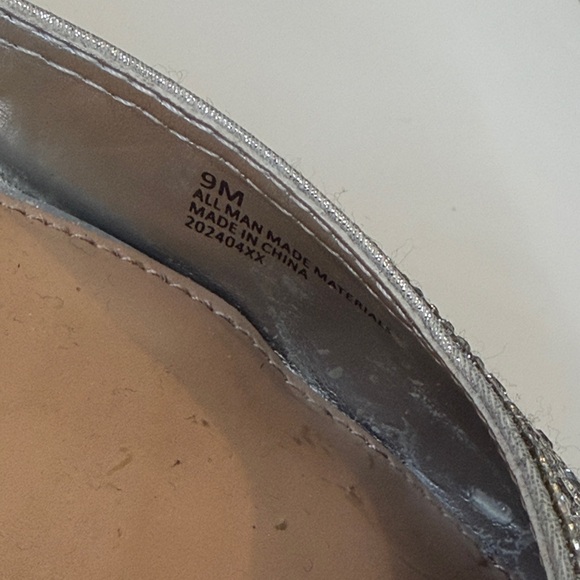 9M
ALL MAN MADE MATERIALS
MADE IN CHINA
202404XX